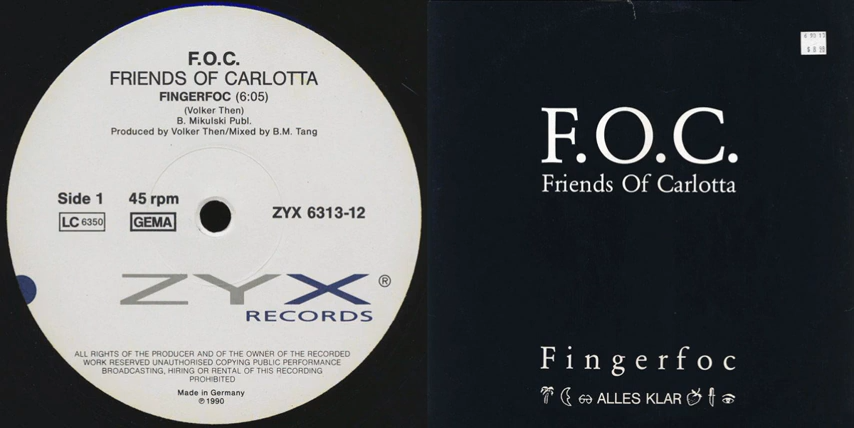 F.O.C.
FRIENDS OF CARLOTTA
FINGERFOC (6:05)
(Volker Then)
B. Mikulski Publ.
Produced by Volker Then/Mixed by B.M. Tang
Side 1 45 rpm
LC 6350 GEMA
ZYX 6313-12
ZYX ®
RECORDS
ALL RIGHTS OF THE PRODUCER AND OF THE OWNER OF THE RECORDED
WORK RESERVED UNAUTHORISED COPYING PUBLIC PERFORMANCE
BROADCASTING, HIRING OR RENTAL OF THIS RECORDING
PROHIBITED
Made in Germany
℗ 1990
F.O.C.
Friends Of Carlotta
Fingerfoc
ALLES KLAR